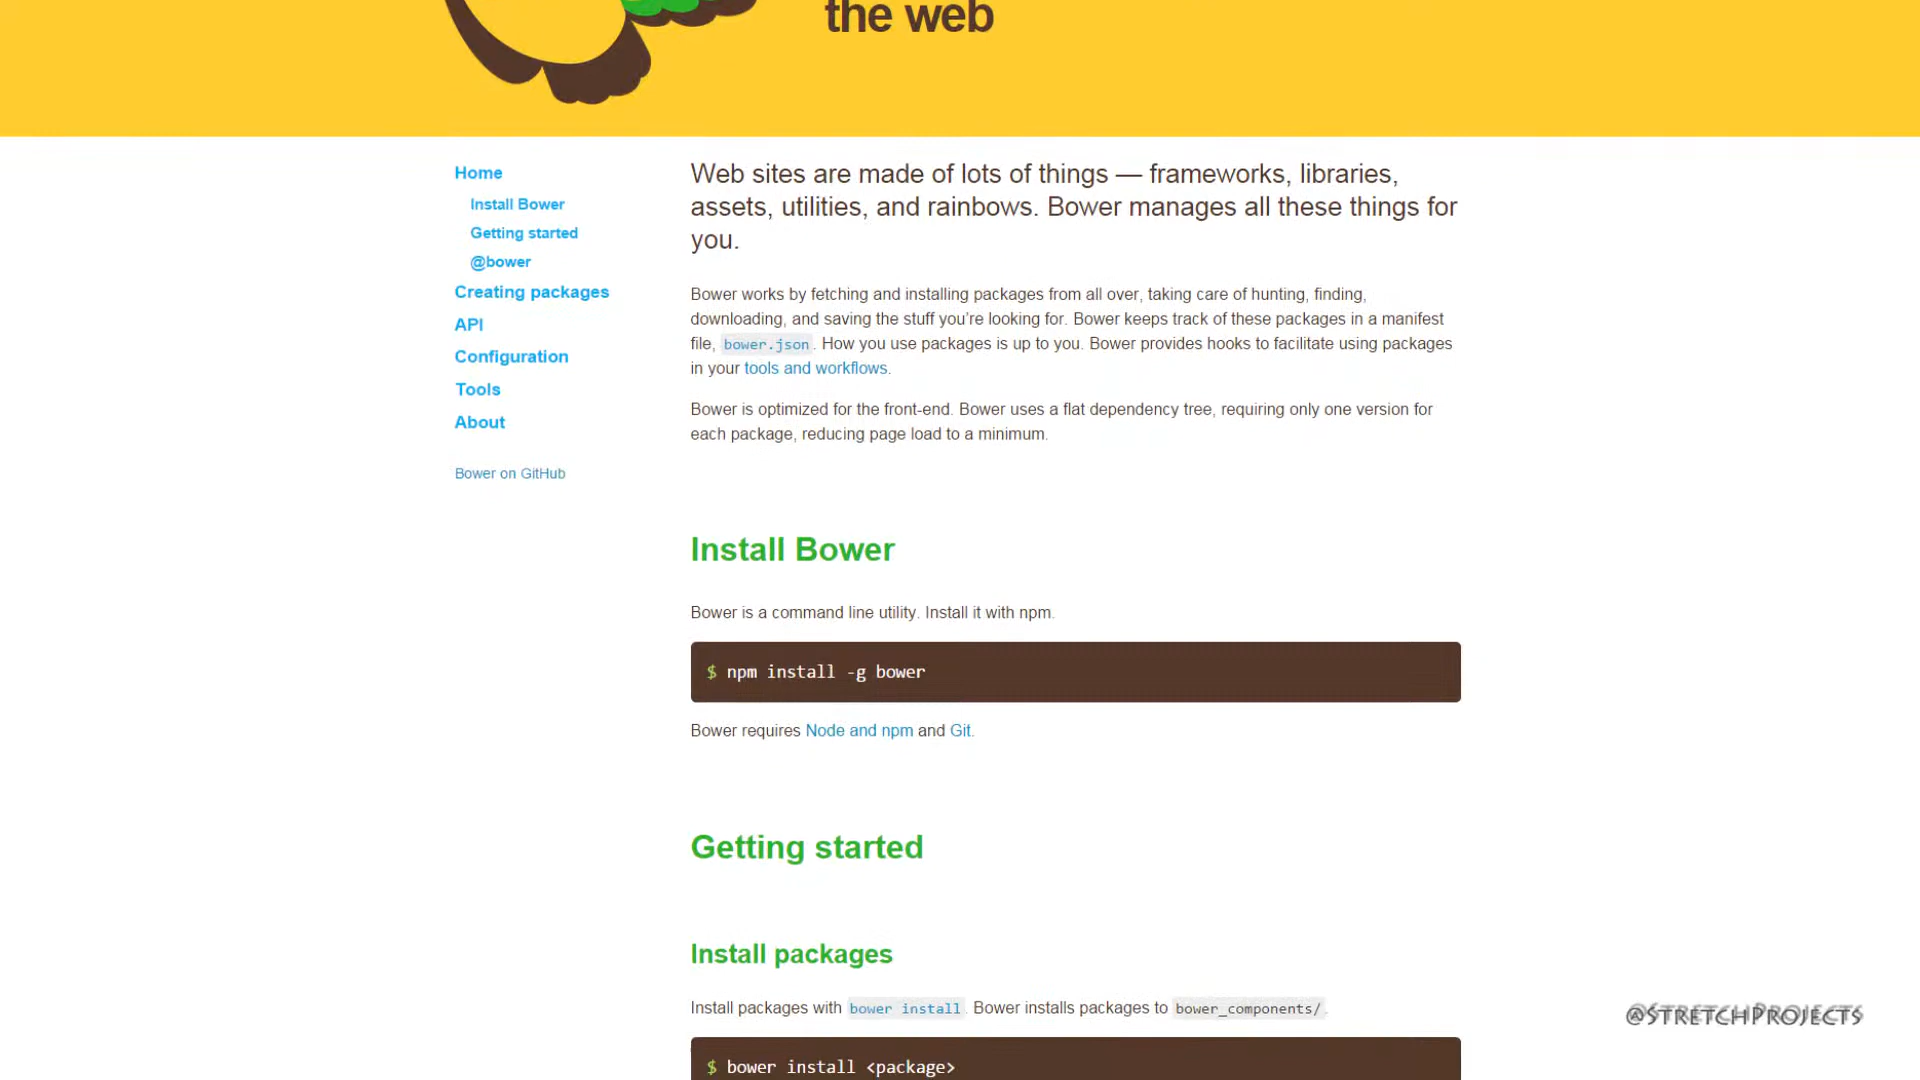 the web
Home
Install Bower
Getting started
@bower
Creating packages
API
Configuration
Tools
About
Bower on GitHub
Web sites are made of lots of things — frameworks, libraries,
assets, utilities, and rainbows. Bower manages all these things for
you.
Bower works by fetching and installing packages from all over, taking care of hunting, finding,
downloading, and saving the stuff you're looking for. Bower keeps track of these packages in a manifest
file, bower.json. How you use packages is up to you. Bower provides hooks to facilitate using packages
in your tools and workflows.
Bower is optimized for the front-end. Bower uses a flat dependency tree, requiring only one version for
each package, reducing page load to a minimum.
Install Bower
Bower is a command line utility. Install it with npm.
$ npm install -g bower
Bower requires Node and npm and Git.
Getting started
Install packages
Install packages with bower install. Bower installs packages to bower_components/.
$ bower install <package>
@StretchProjects